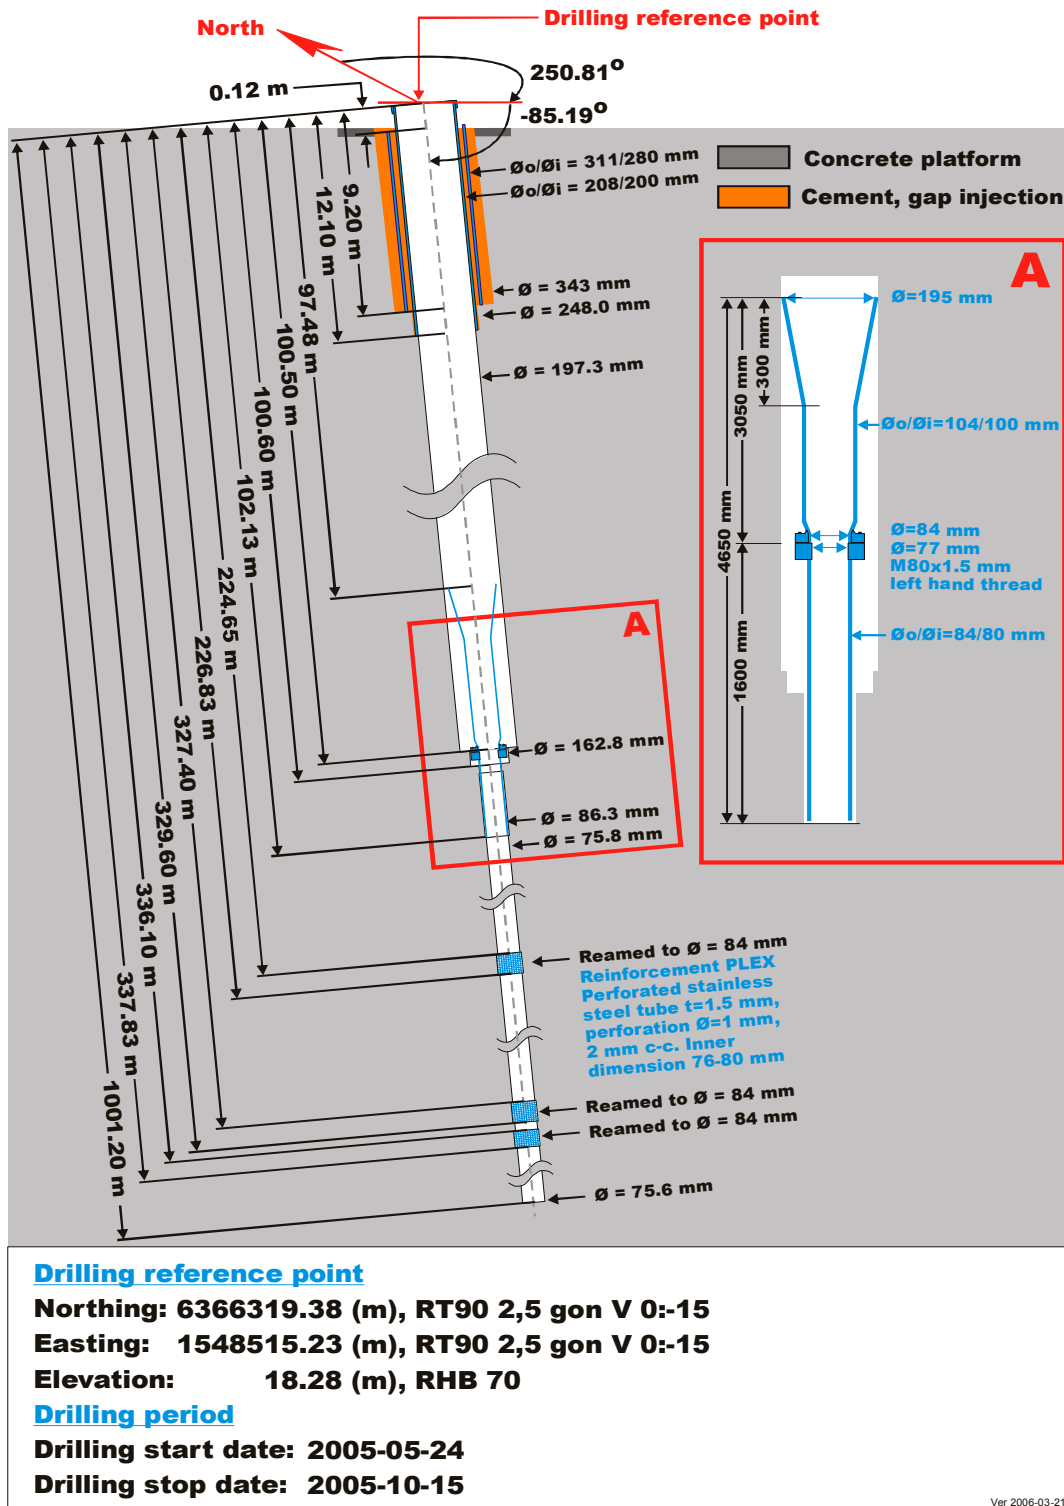 North
Drilling reference point
250.81°
0.12 m
-85.19°
Øo/Øi = 311/280 mm
Øo/Øi = 208/200 mm
Concrete platform
Cement, gap injection
9.20 m
12.10 m
97.48 m
100.50 m
100.60 m
102.13 m
224.65 m
226.83 m
327.40 m
329.60 m
336.10 m
337.83 m
1001.20 m
Ø = 343 mm
Ø = 248.0 mm
Ø = 197.3 mm
A
Ø = 162.8 mm
Ø = 86.3 mm
Ø = 75.8 mm
Reamed to Ø = 84 mm
Reinforcement PLEX
Perforated stainless
steel tube t=1.5 mm,
perforation Ø=1 mm,
2 mm c-c. Inner
dimension 76-80 mm
Reamed to Ø = 84 mm
Reamed to Ø = 84 mm
Ø = 75.6 mm
A
Ø=195 mm
300 mm
3050 mm
4650 mm
1600 mm
Øo/Øi=104/100 mm
Ø=84 mm
Ø=77 mm
M80x1.5 mm
left hand thread
Øo/Øi=84/80 mm
Drilling reference point
Northing: 6366319.38 (m), RT90 2,5 gon V 0:-15
Easting: 1548515.23 (m), RT90 2,5 gon V 0:-15
Elevation: 18.28 (m), RHB 70
Drilling period
Drilling start date: 2005-05-24
Drilling stop date: 2005-10-15